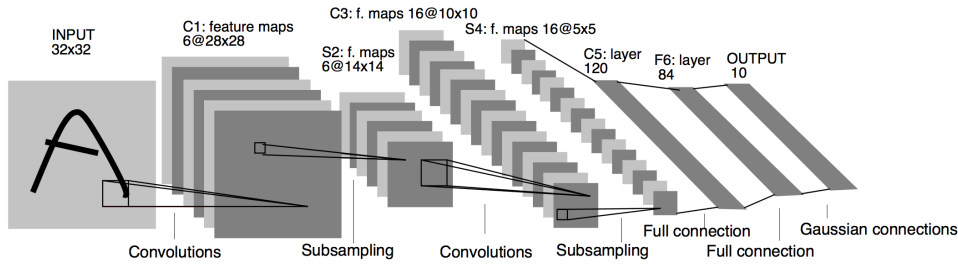 INPUT
32x32
C1: feature maps
6@28x28
S2: f. maps
6@14x14
C3: f. maps 16@10x10
S4: f. maps 16@5x5
C5: layer
120
F6: layer
84
OUTPUT
10
Convolutions
Subsampling
Convolutions
Subsampling
Full connection
Full connection
Gaussian connections
A